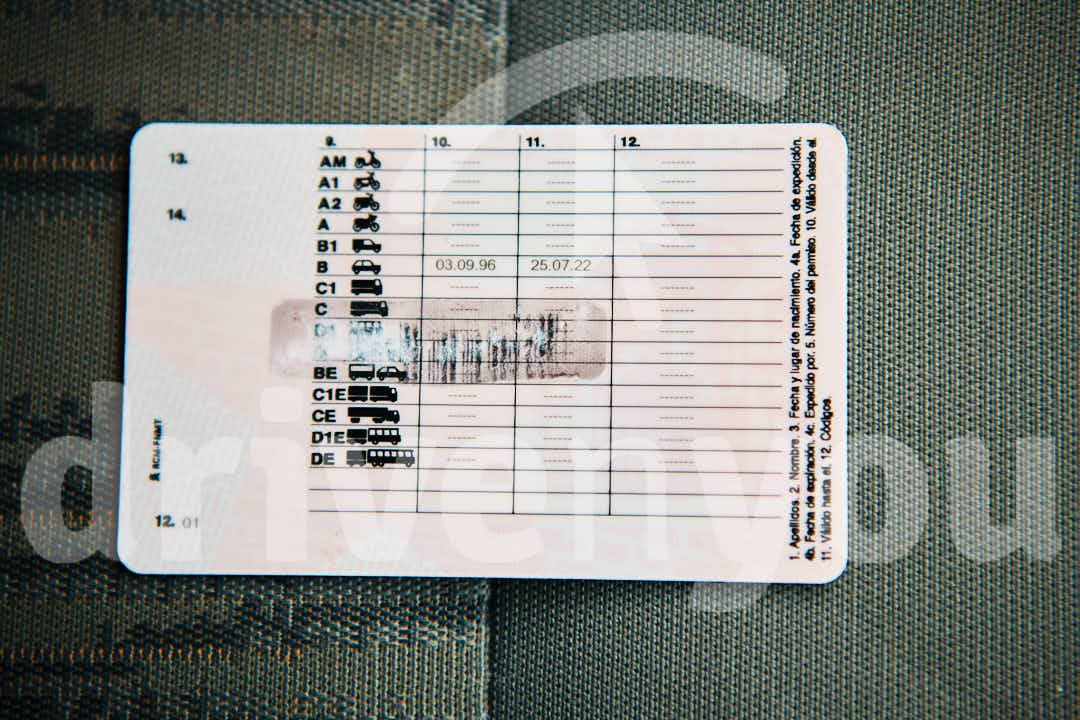 13.
14.
9. 10. 11. 12.
AM ------ ------ -------
A1 ------ ------ -------
A2 ------ ------ -------
A ------ ------ -------
B1 ------ ------ -------
B 03.09.96 25.07.22 -------
C1 ------ ------ -------
C ------ ------ -------
BE
C1E ------ ------ -------
CE ------ ------ -------
D1E ------ ------ -------
DE ------ ------ -------
RCM-FNMT
12. 01
1. Apellidos. 2. Nombre. 3. Fecha y lugar de nacimiento. 4a. Fecha de expedición.
4b. Fecha de expiración. 4c. Expedido por. 5. Número del permiso. 10. Válido desde el
11. Válido hasta el. 12. Códigos.
drivenyou